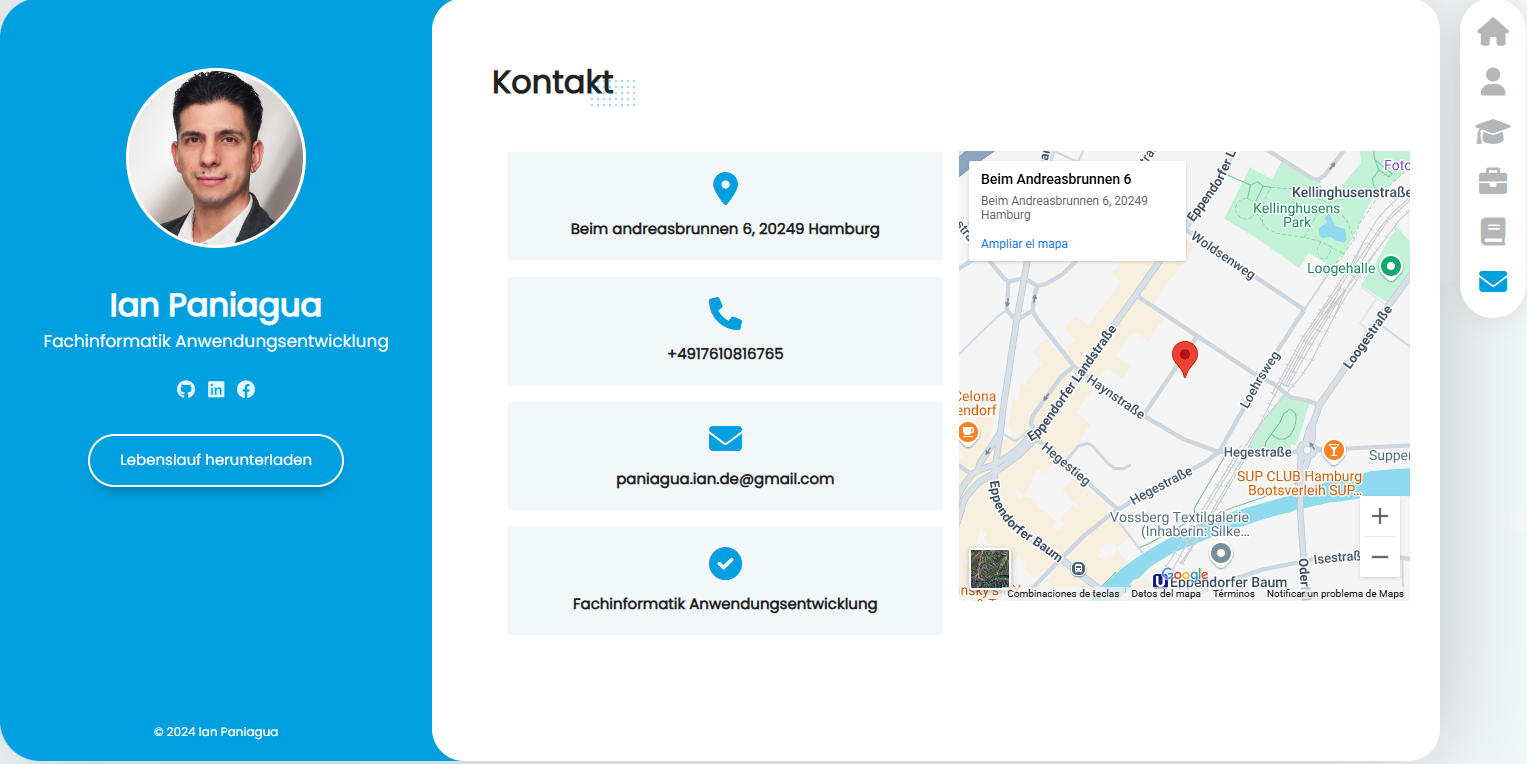 Ian Paniagua
Fachinformatik Anwendungsentwicklung
Lebenslauf herunterladen
© 2024 Ian Paniagua
Kontakt
Beim andreasbrunnen 6, 20249 Hamburg
+4917610816765
paniagua.ian.de@gmail.com
Fachinformatik Anwendungsentwicklung
Beim Andreasbrunnen 6
Beim Andreasbrunnen 6, 20249
Hamburg
Ampliar el mapa
Eppendorfer L
Foto
Kellinghusenstraße
Kellinghusens
Park
Woldsenweg
Loogehalle
Loogestraße
Eppendorfer Landstraße
Loehrsweg
Haynstraße
Celona
endorf
Hegestieg
Hegestraße
Hegestraße
Supper
SUP CLUB Hamburg
Bootsverleih SUP...
Eppendorfer Baum
Vossberg Textilgalerie
(Inhaberin: Silke...
Isestraß
Oder
Google
Eppendorfer Baum
Combinaciones de teclas
Datos del mapa
Términos
Notificar un problema de Maps